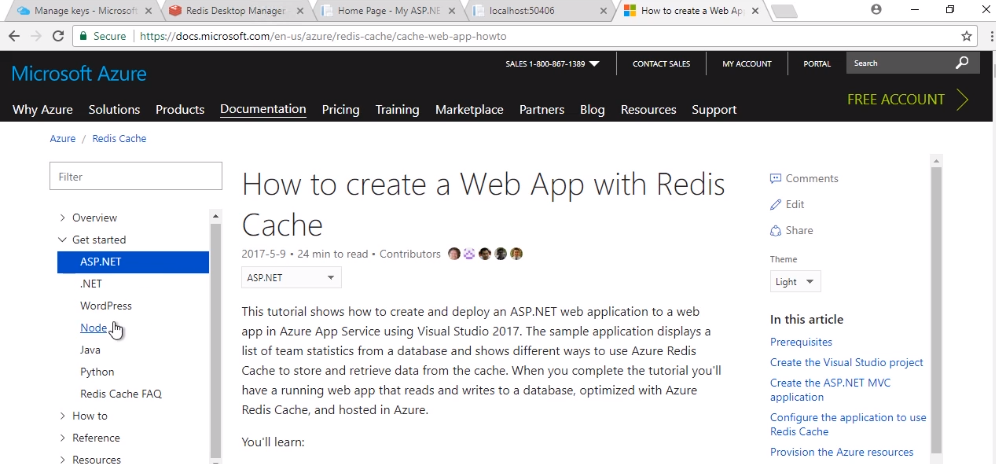 Manage keys - Microsoft
Redis Desktop Manager
Home Page - My ASP.NE
localhost:50406
How to create a Web Ap
Secure
https://docs.microsoft.com/en-us/azure/redis-cache/cache-web-app-howto
Microsoft Azure
SALES 1-800-867-1389
CONTACT SALES
MY ACCOUNT
PORTAL
Search
Why Azure Solutions Products Documentation Pricing Training Marketplace Partners Blog Resources Support
FREE ACCOUNT
Azure / Redis Cache
Filter
Overview
Get started
ASP.NET
.NET
WordPress
Node
Java
Python
Redis Cache FAQ
How to
Reference
Resources
How to create a Web App with Redis
Cache
2017-5-9 • 24 min to read • Contributors
ASP.NET
This tutorial shows how to create and deploy an ASP.NET web application to a web
app in Azure App Service using Visual Studio 2017. The sample application displays a
list of team statistics from a database and shows different ways to use Azure Redis
Cache to store and retrieve data from the cache. When you complete the tutorial you'll
have a running web app that reads and writes to a database, optimized with Azure
Redis Cache, and hosted in Azure.
You'll learn:
Comments
Edit
Share
Theme
Light
In this article
Prerequisites
Create the Visual Studio project
Create the ASP.NET MVC
application
Configure the application to use
Redis Cache
Provision the Azure resources